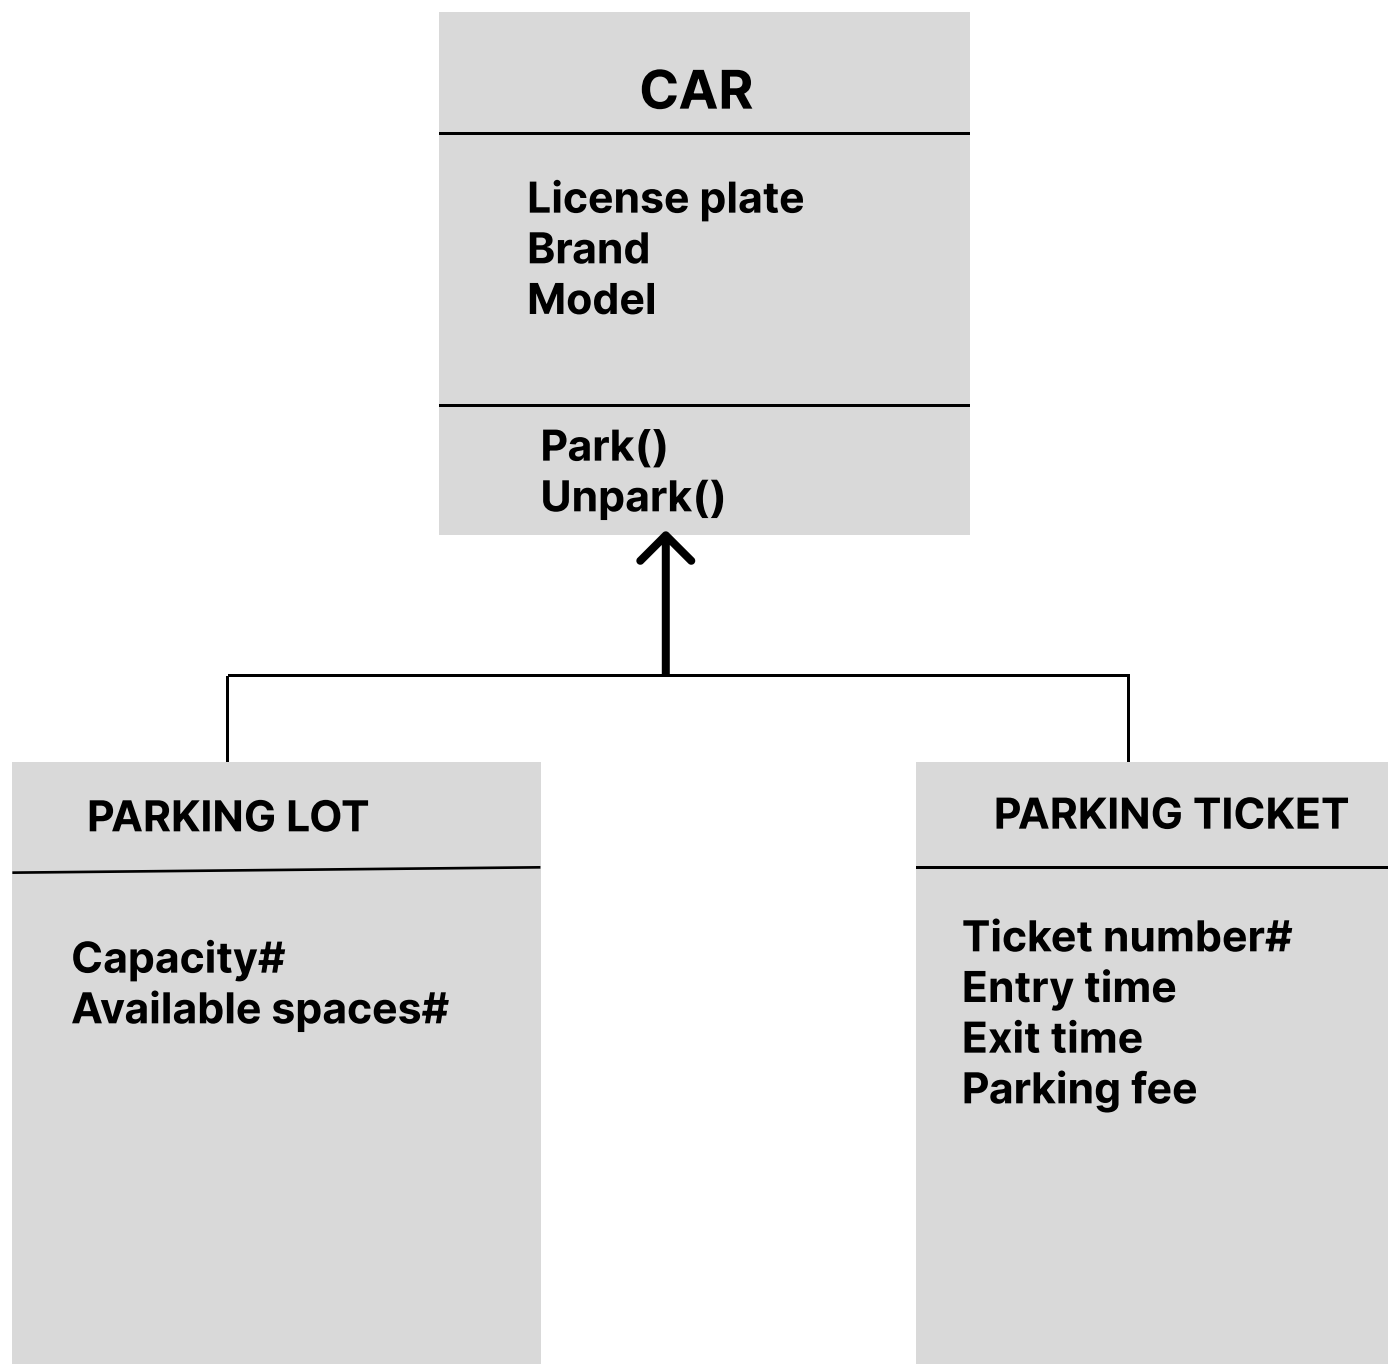 CAR
License plate
Brand
Model
Park()
Unpark()
PARKING LOT
Capacity#
Available spaces#
PARKING TICKET
Ticket number#
Entry time
Exit time
Parking fee